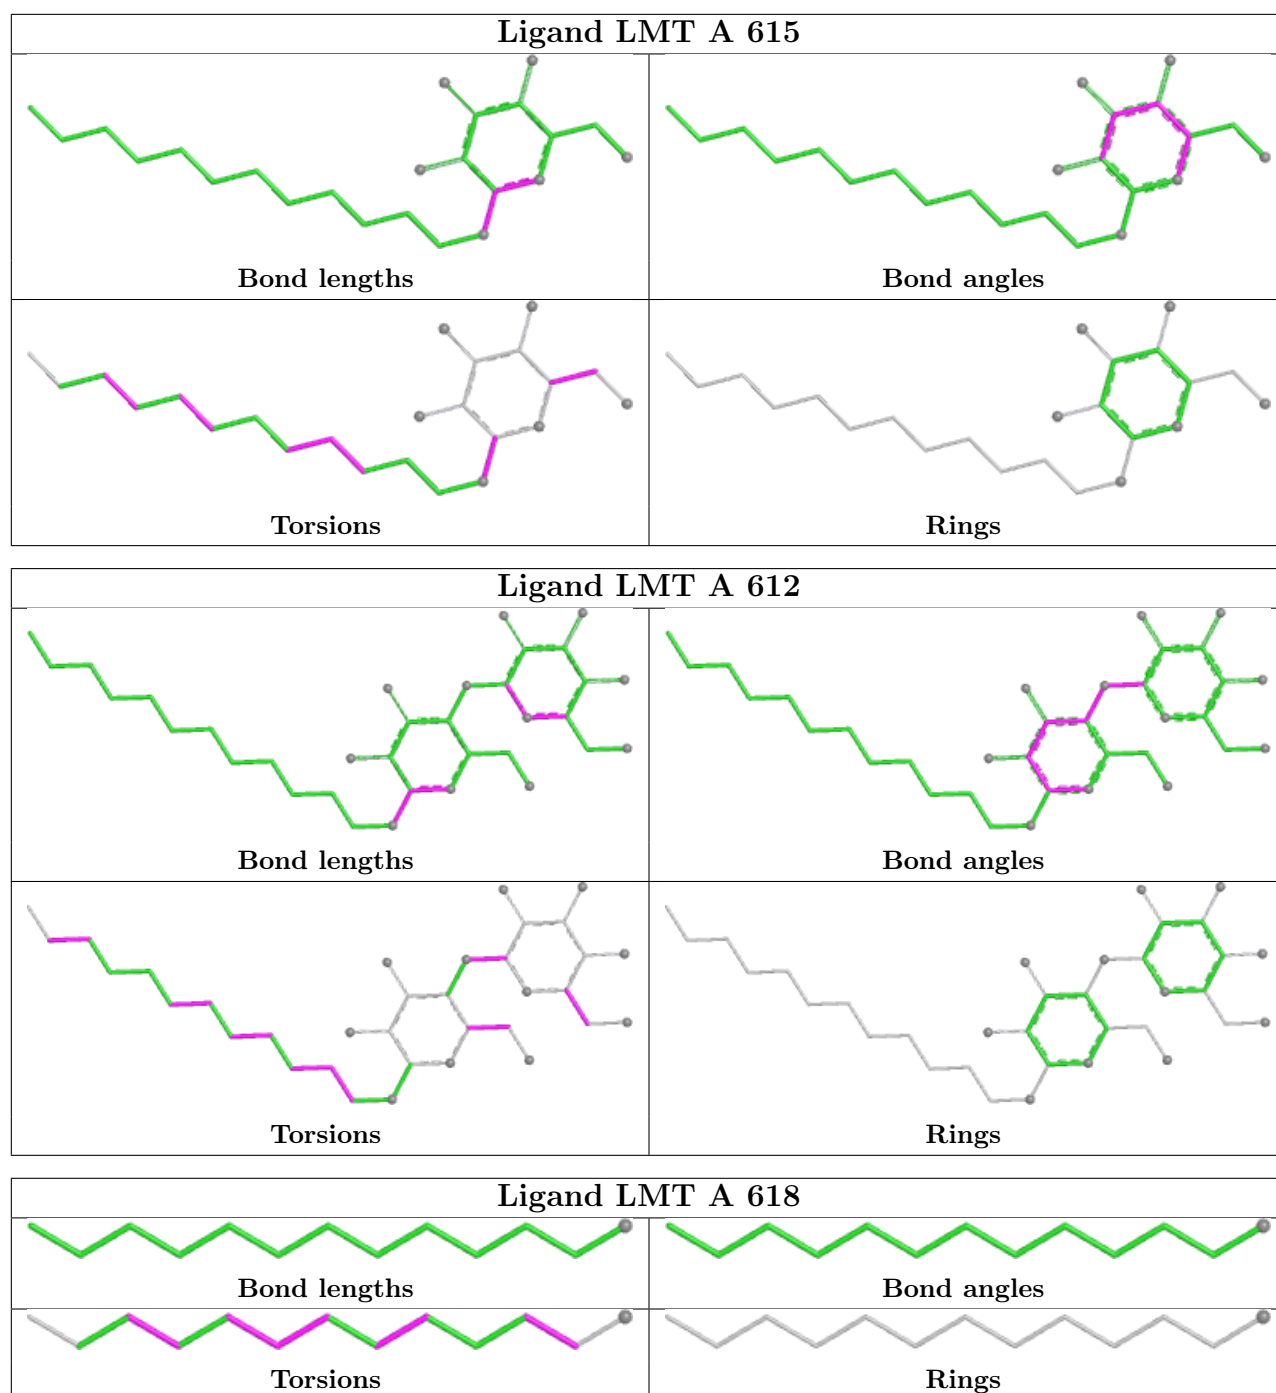 Ligand LMT A 615
Bond lengths
Bond angles
Torsions
Rings
Ligand LMT A 612
Bond lengths
Bond angles
Torsions
Rings
Ligand LMT A 618
Bond lengths
Bond angles
Torsions
Rings